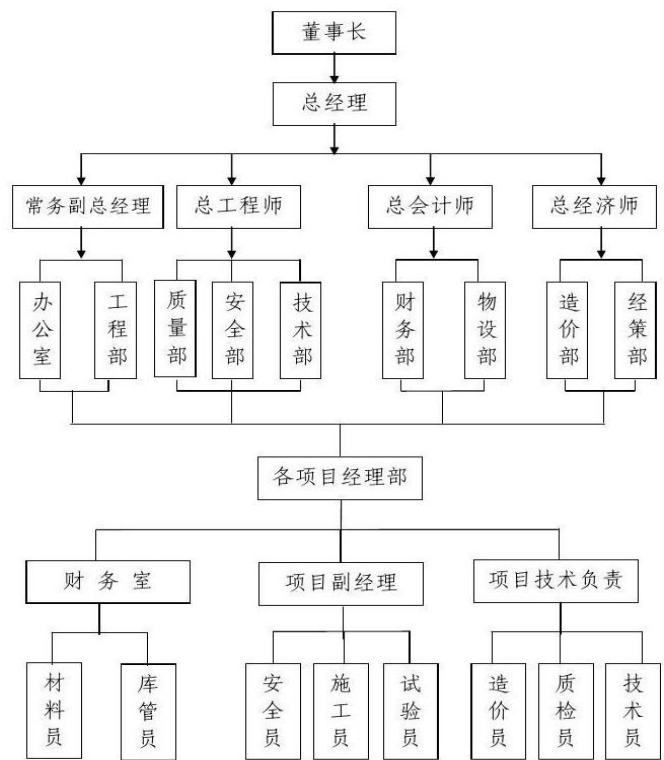 董事长
总经理
常务副总经理
总工程师
总会计师
总经济师
办公室
工程部
质量部
安全部
技术部
财务部
物设部
造价部
经策部
各项目经理部
财务室
项目副经理
项目技术负责
材料员
库管员
安全员
施工员
试验员
造价员
质检员
技术员